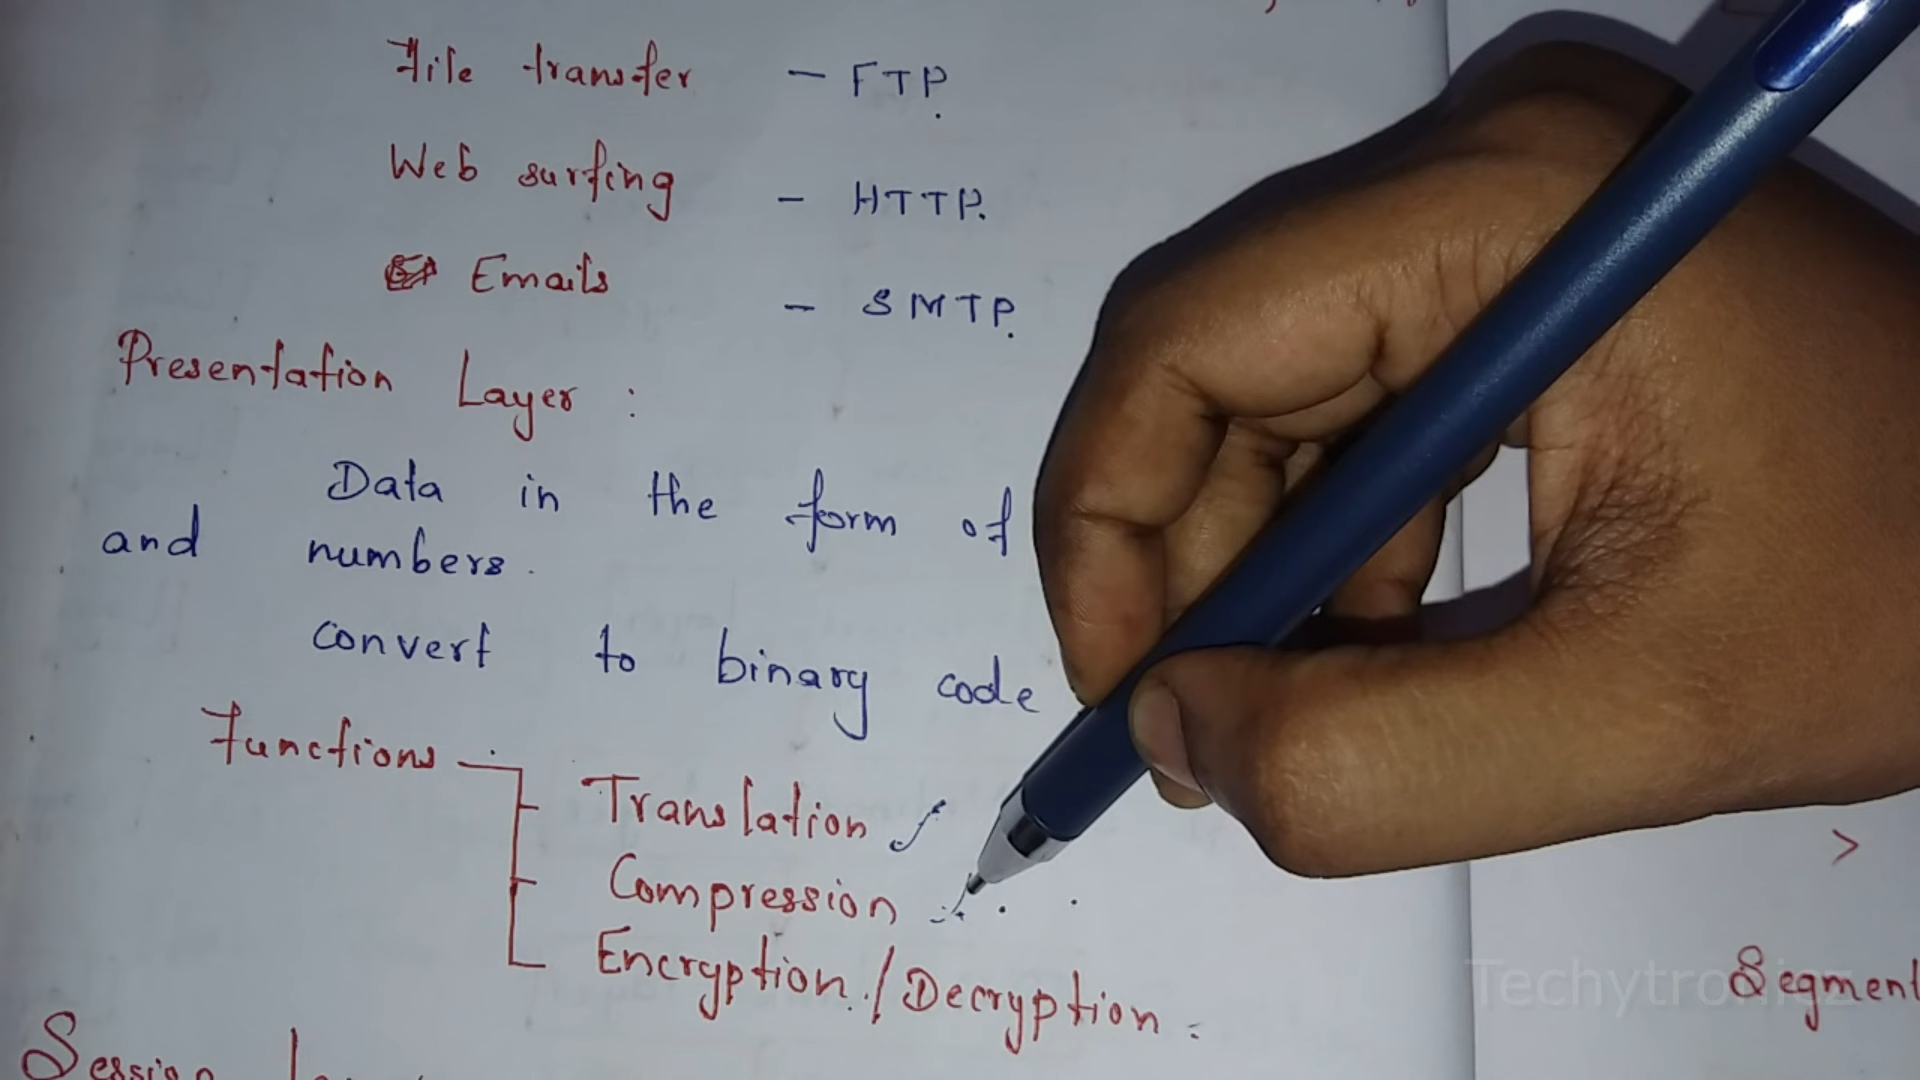 File transfer - FTP.
Web surfing - HTTP.
Emails - SMTP.
Presentation Layer :
Data in the form of
and numbers.
convert to binary code
Functions
Translation
Compression
Encryption / Decryption.
Session
Techytronicz
Segment